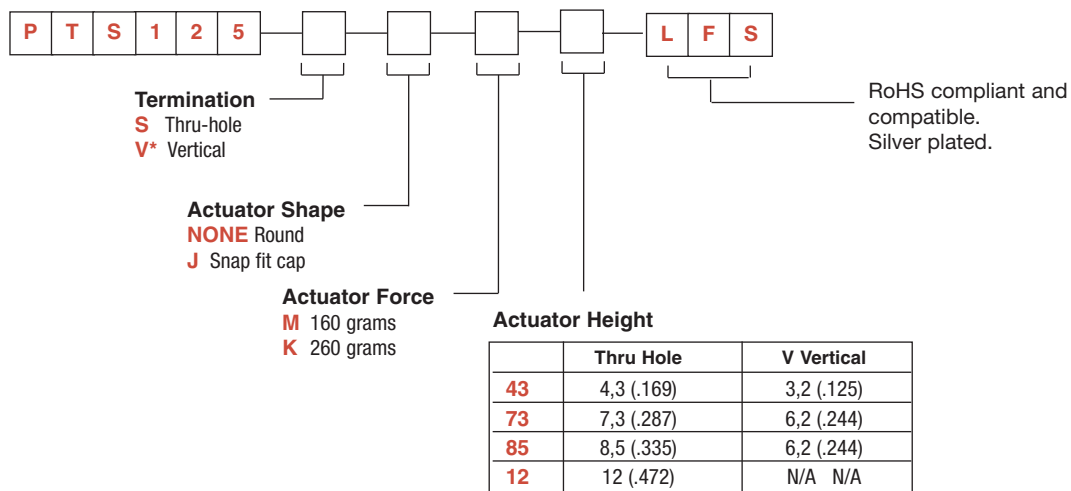 P T S 1 2 5 L F S
Termination
S Thru-hole
V* Vertical
RoHS compliant and
compatible.
Silver plated.
Actuator Shape
NONE Round
J Snap fit cap
Actuator Force
M 160 grams
K 260 grams
Actuator Height
Thru Hole V Vertical
43 4,3 (.169) 3,2 (.125)
73 7,3 (.287) 6,2 (.244)
85 8,5 (.335) 6,2 (.244)
12 12 (.472) N/A N/A